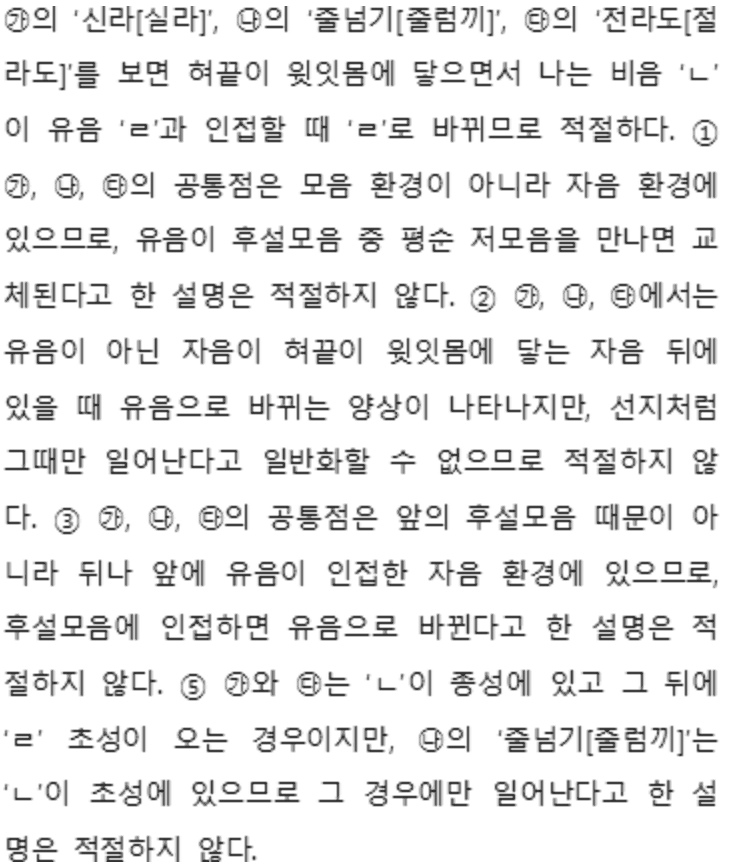 ㉮의 '신라[실라]', ㉯의 '줄넘기[줄럼끼]', ㉺의 '전라도[절
라도]'를 보면 혀끝이 윗잇몸에 닿으면서 나는 비음 'ㄴ'
이 유음 'ㄹ'과 인접할 때 'ㄹ'로 바뀌므로 적절하다. ①
㉮, ㉯, ㉺의 공통점은 모음 환경이 아니라 자음 환경에
있으므로, 유음이 후설모음 중 평순 저모음을 만나면 교
체된다고 한 설명은 적절하지 않다. ② ㉮, ㉯, ㉺에서는
유음이 아닌 자음이 혀끝이 윗잇몸에 닿는 자음 뒤에
있을 때 유음으로 바뀌는 양상이 나타나지만, 선지처럼
그때만 일어난다고 일반화할 수 없으므로 적절하지 않
다. ③ ㉮, ㉯, ㉺의 공통점은 앞의 후설모음 때문이 아
니라 뒤나 앞에 유음이 인접한 자음 환경에 있으므로,
후설모음에 인접하면 유음으로 바뀐다고 한 설명은 적
절하지 않다. ⑤ ㉮와 ㉺는 'ㄴ'이 종성에 있고 그 뒤에
'ㄹ' 초성이 오는 경우이지만, ㉯의 '줄넘기[줄럼끼]'는
'ㄴ'이 초성에 있으므로 그 경우에만 일어난다고 한 설
명은 적절하지 않다.